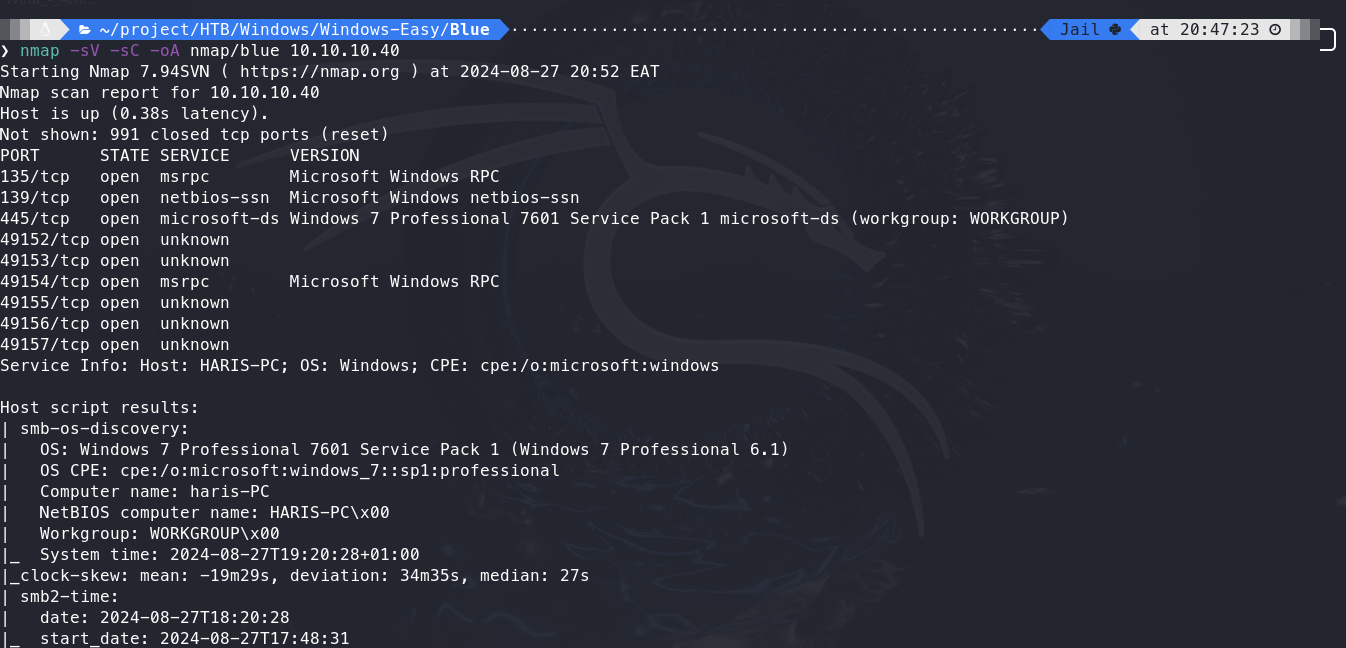 ~/project/HTB/Windows/Windows-Easy/Blue Jail at 20:47:23
❯ nmap -sV -sC -oA nmap/blue 10.10.10.40
Starting Nmap 7.94SVN ( https://nmap.org ) at 2024-08-27 20:52 EAT
Nmap scan report for 10.10.10.40
Host is up (0.38s latency).
Not shown: 991 closed tcp ports (reset)
PORT      STATE SERVICE      VERSION
135/tcp   open  msrpc        Microsoft Windows RPC
139/tcp   open  netbios-ssn  Microsoft Windows netbios-ssn
445/tcp   open  microsoft-ds Windows 7 Professional 7601 Service Pack 1 microsoft-ds (workgroup: WORKGROUP)
49152/tcp open  unknown
49153/tcp open  unknown
49154/tcp open  msrpc        Microsoft Windows RPC
49155/tcp open  unknown
49156/tcp open  unknown
49157/tcp open  unknown
Service Info: Host: HARIS-PC; OS: Windows; CPE: cpe:/o:microsoft:windows
Host script results:
| smb-os-discovery:
|   OS: Windows 7 Professional 7601 Service Pack 1 (Windows 7 Professional 6.1)
|   OS CPE: cpe:/o:microsoft:windows_7::sp1:professional
|   Computer name: haris-PC
|   NetBIOS computer name: HARIS-PC\x00
|   Workgroup: WORKGROUP\x00
|_  System time: 2024-08-27T19:20:28+01:00
|_clock-skew: mean: -19m29s, deviation: 34m35s, median: 27s
| smb2-time:
|   date: 2024-08-27T18:20:28
|_  start_date: 2024-08-27T17:48:31